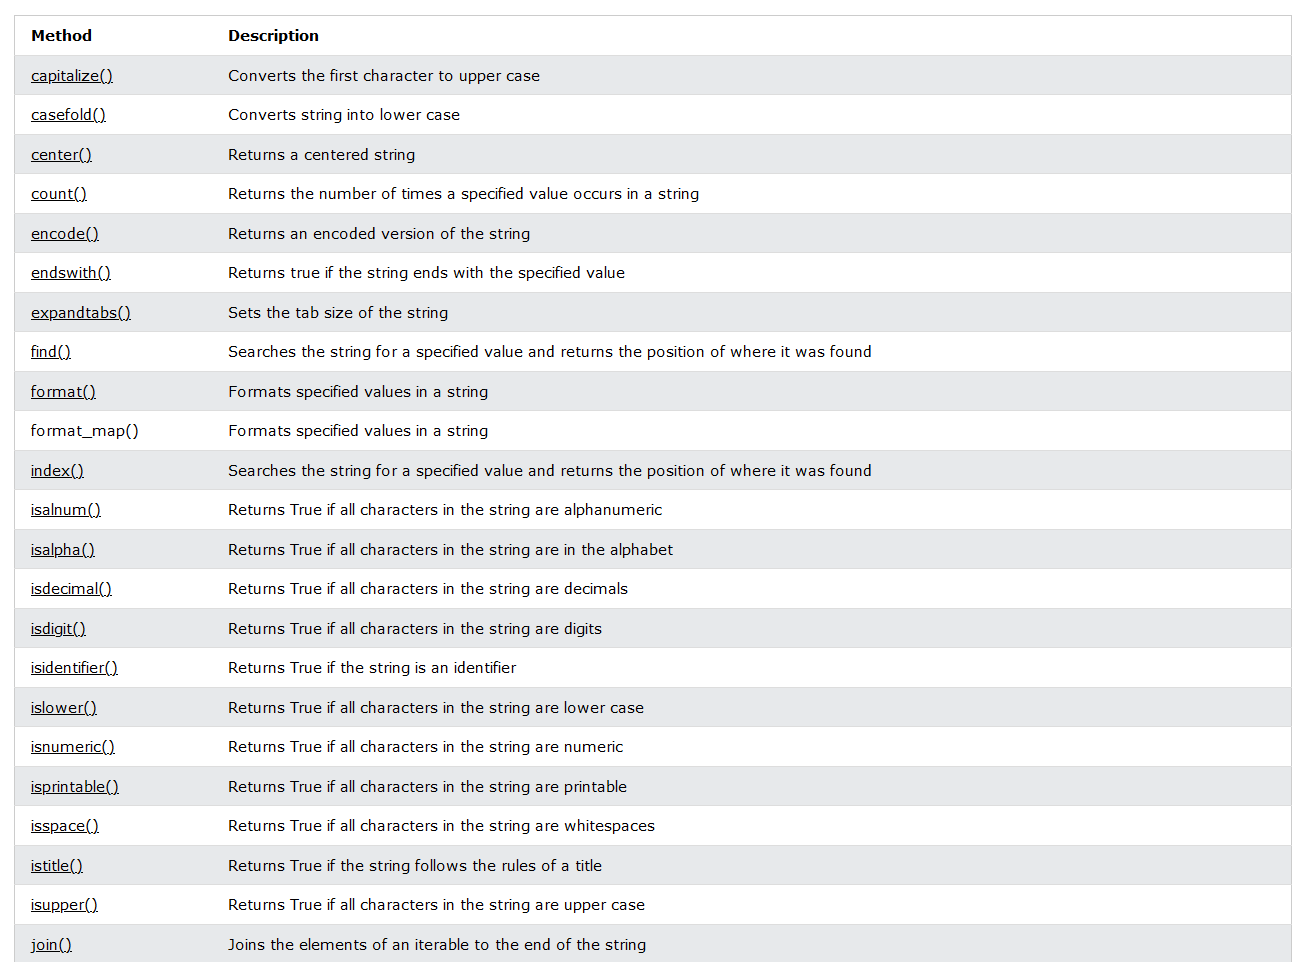 Method Description
capitalize() Converts the first character to upper case
casefold() Converts string into lower case
center() Returns a centered string
count() Returns the number of times a specified value occurs in a string
encode() Returns an encoded version of the string
endswith() Returns true if the string ends with the specified value
expandtabs() Sets the tab size of the string
find() Searches the string for a specified value and returns the position of where it was found
format() Formats specified values in a string
format_map() Formats specified values in a string
index() Searches the string for a specified value and returns the position of where it was found
isalnum() Returns True if all characters in the string are alphanumeric
isalpha() Returns True if all characters in the string are in the alphabet
isdecimal() Returns True if all characters in the string are decimals
isdigit() Returns True if all characters in the string are digits
isidentifier() Returns True if the string is an identifier
islower() Returns True if all characters in the string are lower case
isnumeric() Returns True if all characters in the string are numeric
isprintable() Returns True if all characters in the string are printable
isspace() Returns True if all characters in the string are whitespaces
istitle() Returns True if the string follows the rules of a title
isupper() Returns True if all characters in the string are upper case
join() Joins the elements of an iterable to the end of the string